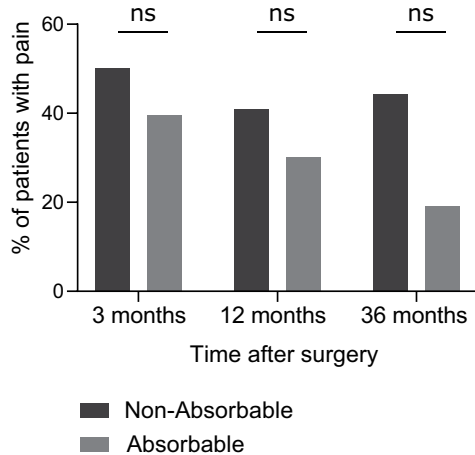 ns ns ns
60
40
20
0
% of patients with pain
3 months 12 months 36 months
Time after surgery
Non-Absorbable
Absorbable